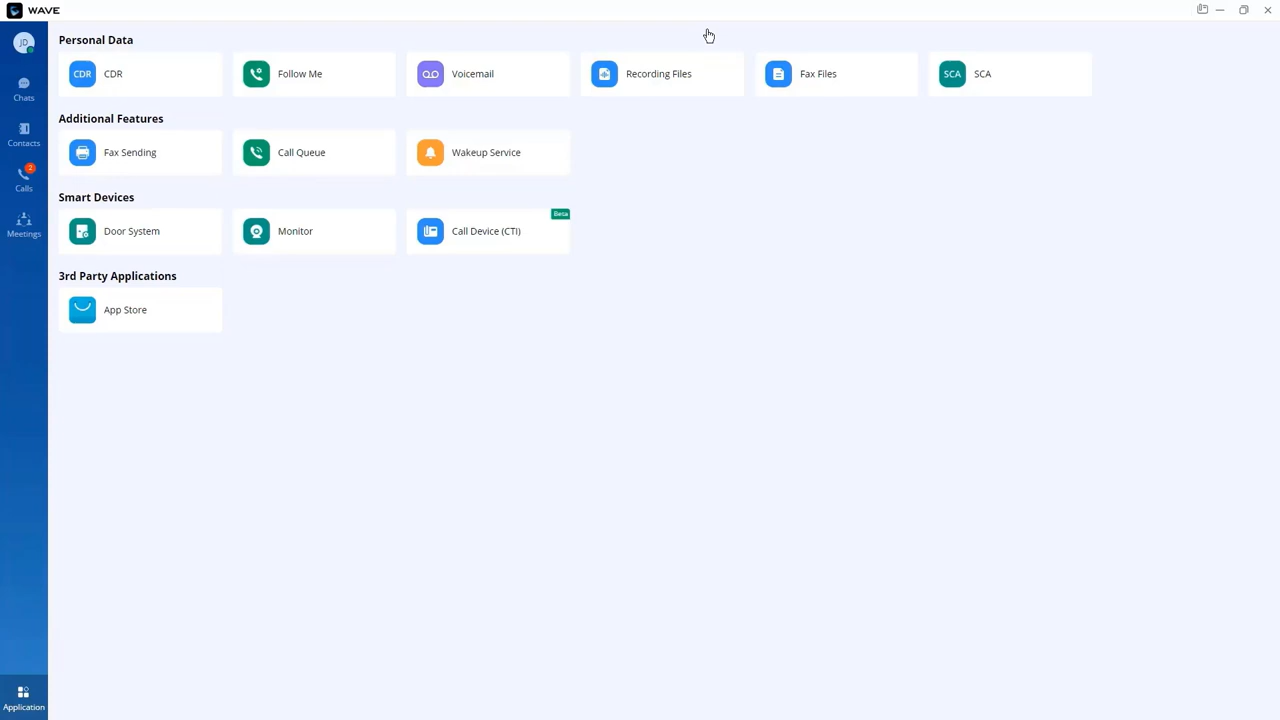 WAVE
JD
Chats
Contacts
2
Calls
Meetings
Application
Personal Data
CDR CDR
Follow Me
Voicemail
Recording Files
Fax Files
SCA SCA
Additional Features
Fax Sending
Call Queue
Wakeup Service
Smart Devices
Door System
Monitor
Call Device (CTI)
Beta
3rd Party Applications
App Store